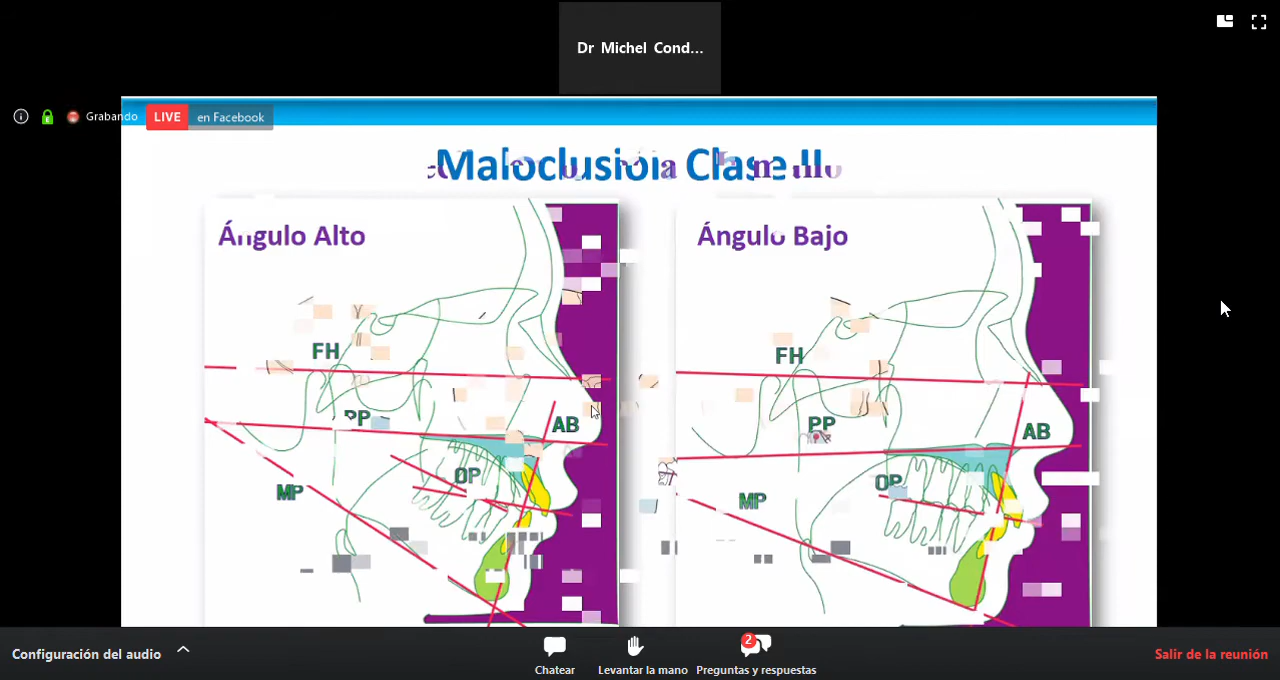 Dr Michel Cond...
Grabando
LIVE en Facebook
Maloclusión Clase II
Ángulo Alto
FH
PP
AB
OP
MP
Ángulo Bajo
FH
PP
AB
OP
MP
Configuración del audio
Chatear
Levantar la mano
2
Preguntas y respuestas
Salir de la reunión